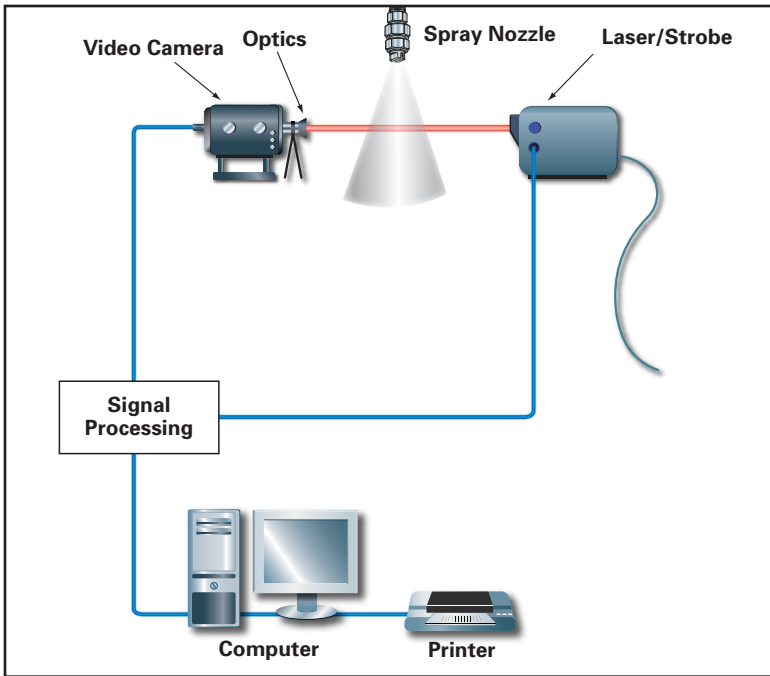 Video Camera
Optics
Spray Nozzle
Laser/Strobe
Signal
Processing
Computer
Printer